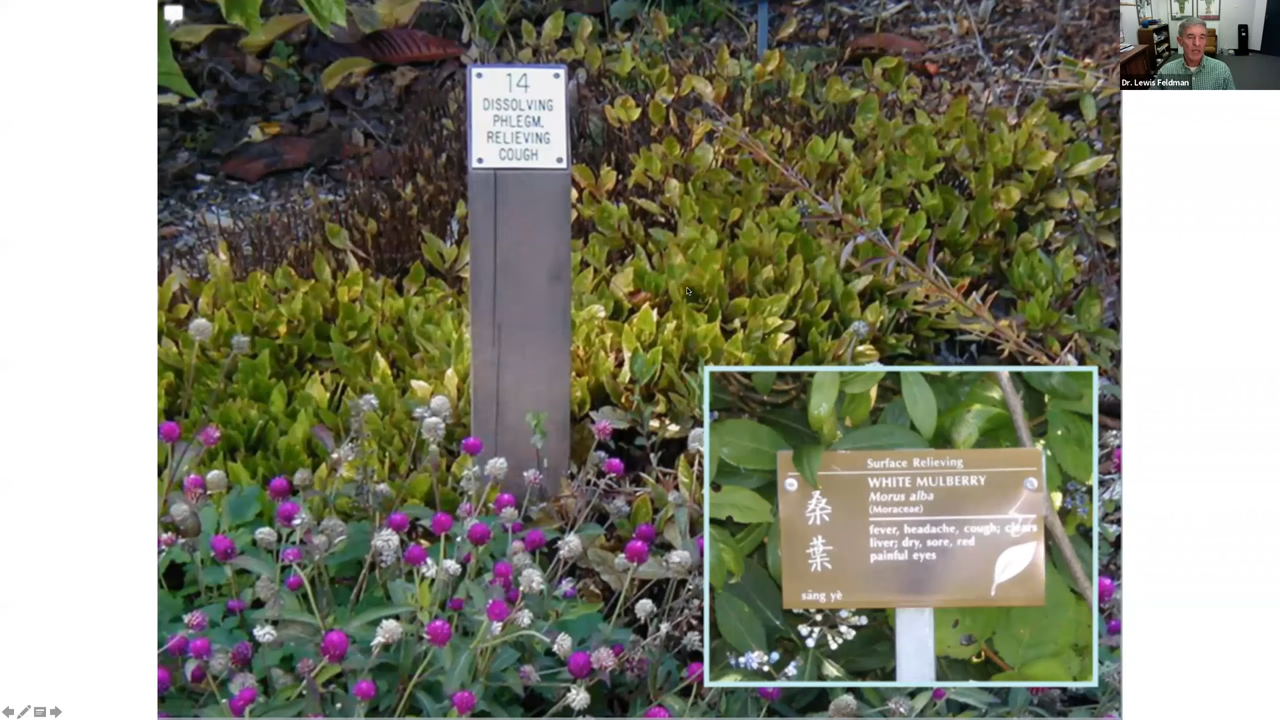 14
DISSOLVING
PHLEGM,
RELIEVING
COUGH
Dr. Lewis Feldman
Surface Relieving
WHITE MULBERRY
Morus alba
(Moraceae)
fever, headache, cough; clears
liver; dry, sore, red
painful eyes
桑
葉
sāng yè